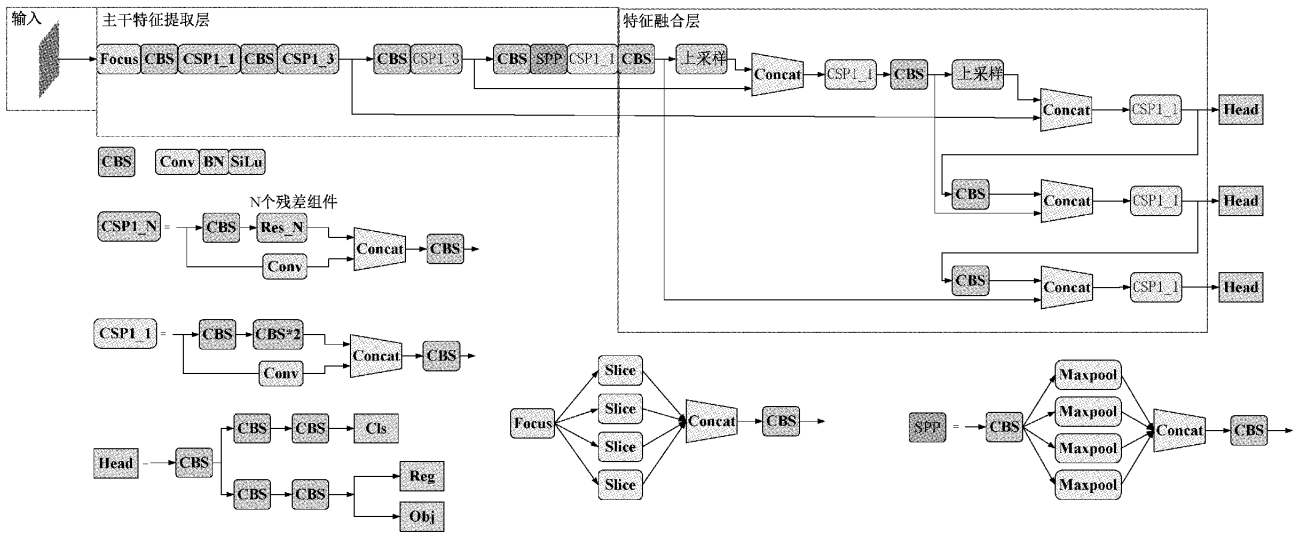 输入
主干特征提取层
特征融合层
Focus CBS CSP1_1 CBS CSP1_3 CBS CSP1_3 CBS SPP CSP1_1 CBS 上采样 Concat CSP1_1 CBS 上采样
Concat CSP1_1 Head
CBS Conv BN SiLu
CBS Concat CSP1_1 Head
N个残差组件
CSP1_N = CBS Res_N Concat CBS
Conv
CBS Concat CSP1_1 Head
CSP1_1 = CBS CBS*2 Concat CBS
Conv
Focus Slice Concat CBS
Slice
Slice
Slice
SPP = CBS Maxpool Concat CBS
Maxpool
Maxpool
Maxpool
Head CBS CBS CBS Cls
CBS CBS Reg
Obj